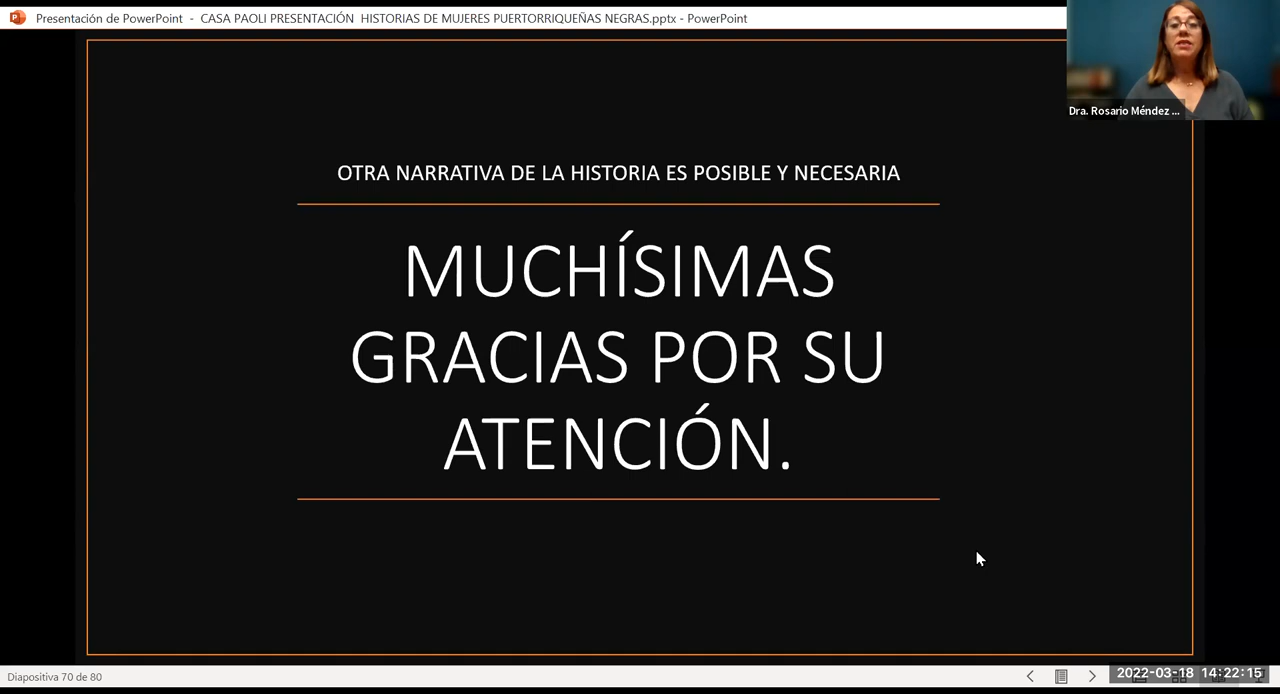 Presentación de PowerPoint - CASA PAOLI PRESENTACIÓN HISTORIAS DE MUJERES PUERTORRIQUEÑAS NEGRAS.pptx - PowerPoint
Dra. Rosario Méndez ...
OTRA NARRATIVA DE LA HISTORIA ES POSIBLE Y NECESARIA
MUCHÍSIMAS
GRACIAS POR SU
ATENCIÓN.
Diapositiva 70 de 80
2022-03-18 14:22:15